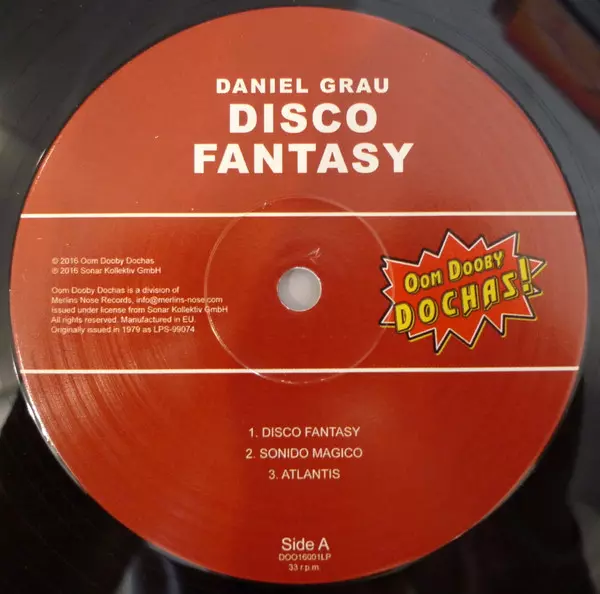 DANIEL GRAU
DISCO
FANTASY
© 2016 Oom Dooby Dochas
℗ 2016 Sonar Kollektiv GmbH
Oom Dooby Dochas is a division of
Merlins Nose Records, info@merlins-nose.com
issued under license from Sonar Kollektiv GmbH
All rights reserved. Manufactured in EU.
Originally issued in 1979 as LPS-99074
OOM DOOBY
DOCHAS!
1. DISCO FANTASY
2. SONIDO MAGICO
3. ATLANTIS
Side A
DOO16001LP
33 r.p.m.